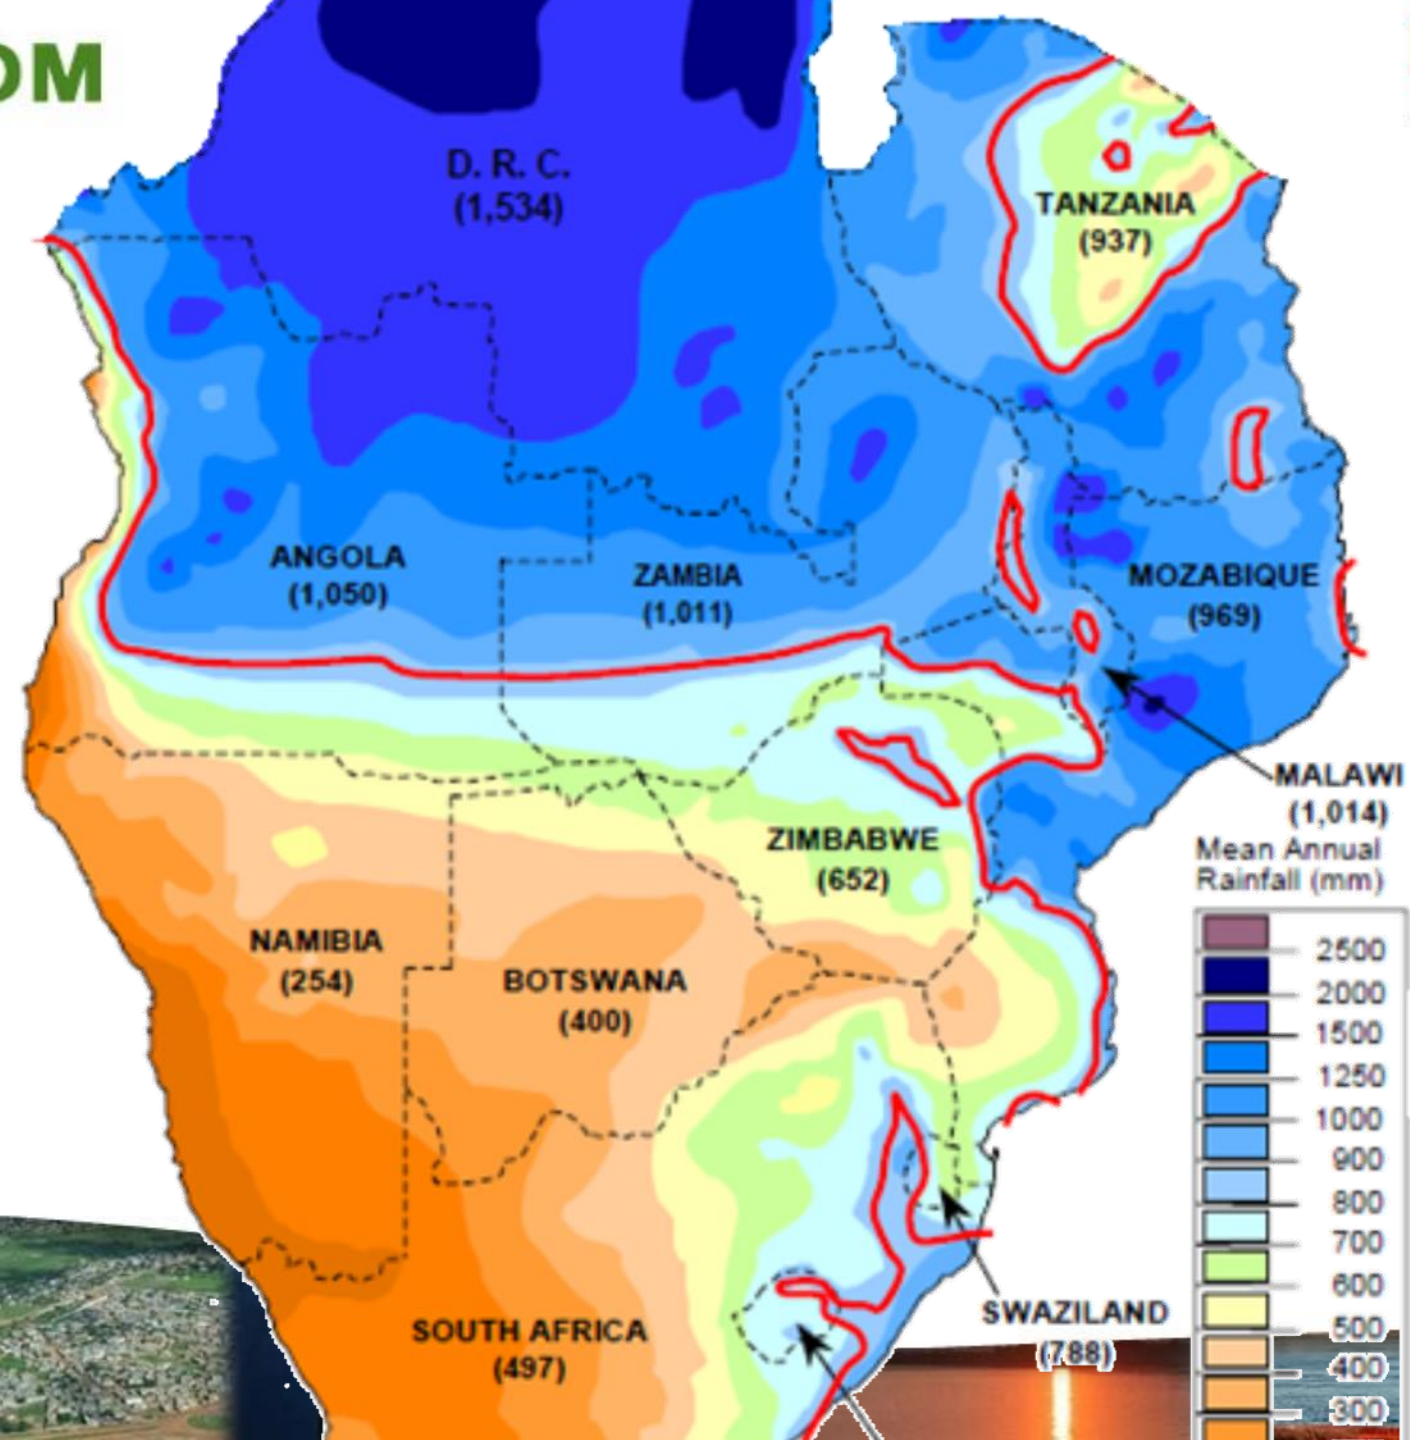 OM
D. R. C.
(1,534)
TANZANIA
(937)
ANGOLA
(1,050)
ZAMBIA
(1,011)
MOZABIQUE
(969)
MALAWI
(1,014)
ZIMBABWE
(652)
NAMIBIA
(254)
BOTSWANA
(400)
SWAZILAND
(788)
SOUTH AFRICA
(497)
Mean Annual
Rainfall (mm)
2500
2000
1500
1250
1000
900
800
700
600
500
400
300